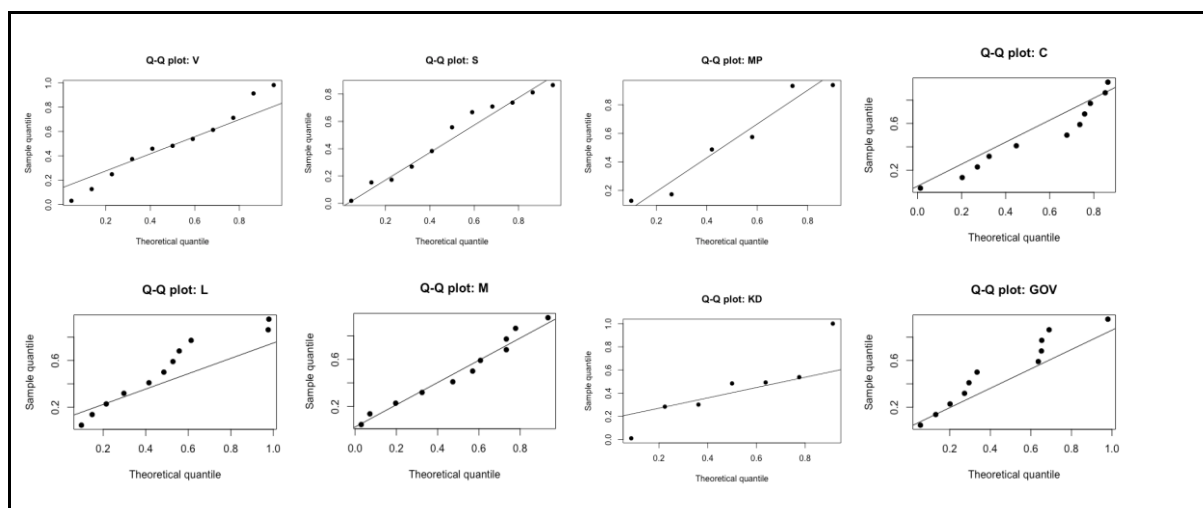 Q-Q plot: V
Sample quantile
0.0 0.2 0.4 0.6 0.8 1.0
0.2 0.4 0.6 0.8
Theoretical quantile
Q-Q plot: S
Sample quantile
0.0 0.2 0.4 0.6 0.8
0.2 0.4 0.6 0.8
Theoretical quantile
Q-Q plot: MP
Sample quantile
0.2 0.4 0.6 0.8
0.2 0.4 0.6 0.8
Theoretical quantile
Q-Q plot: C
Sample quantile
0.2 0.6
0.0 0.2 0.4 0.6 0.8
Theoretical quantile
Q-Q plot: L
Sample quantile
0.2 0.6
0.2 0.4 0.6 0.8 1.0
Theoretical quantile
Q-Q plot: M
Sample quantile
0.2 0.6
0.0 0.2 0.4 0.6 0.8
Theoretical quantile
Q-Q plot: KD
Sample quantile
0.0 0.2 0.4 0.6 0.8 1.0
0.2 0.4 0.6 0.8
Theoretical quantile
Q-Q plot: GOV
Sample quantile
0.2 0.6
0.2 0.4 0.6 0.8 1.0
Theoretical quantile